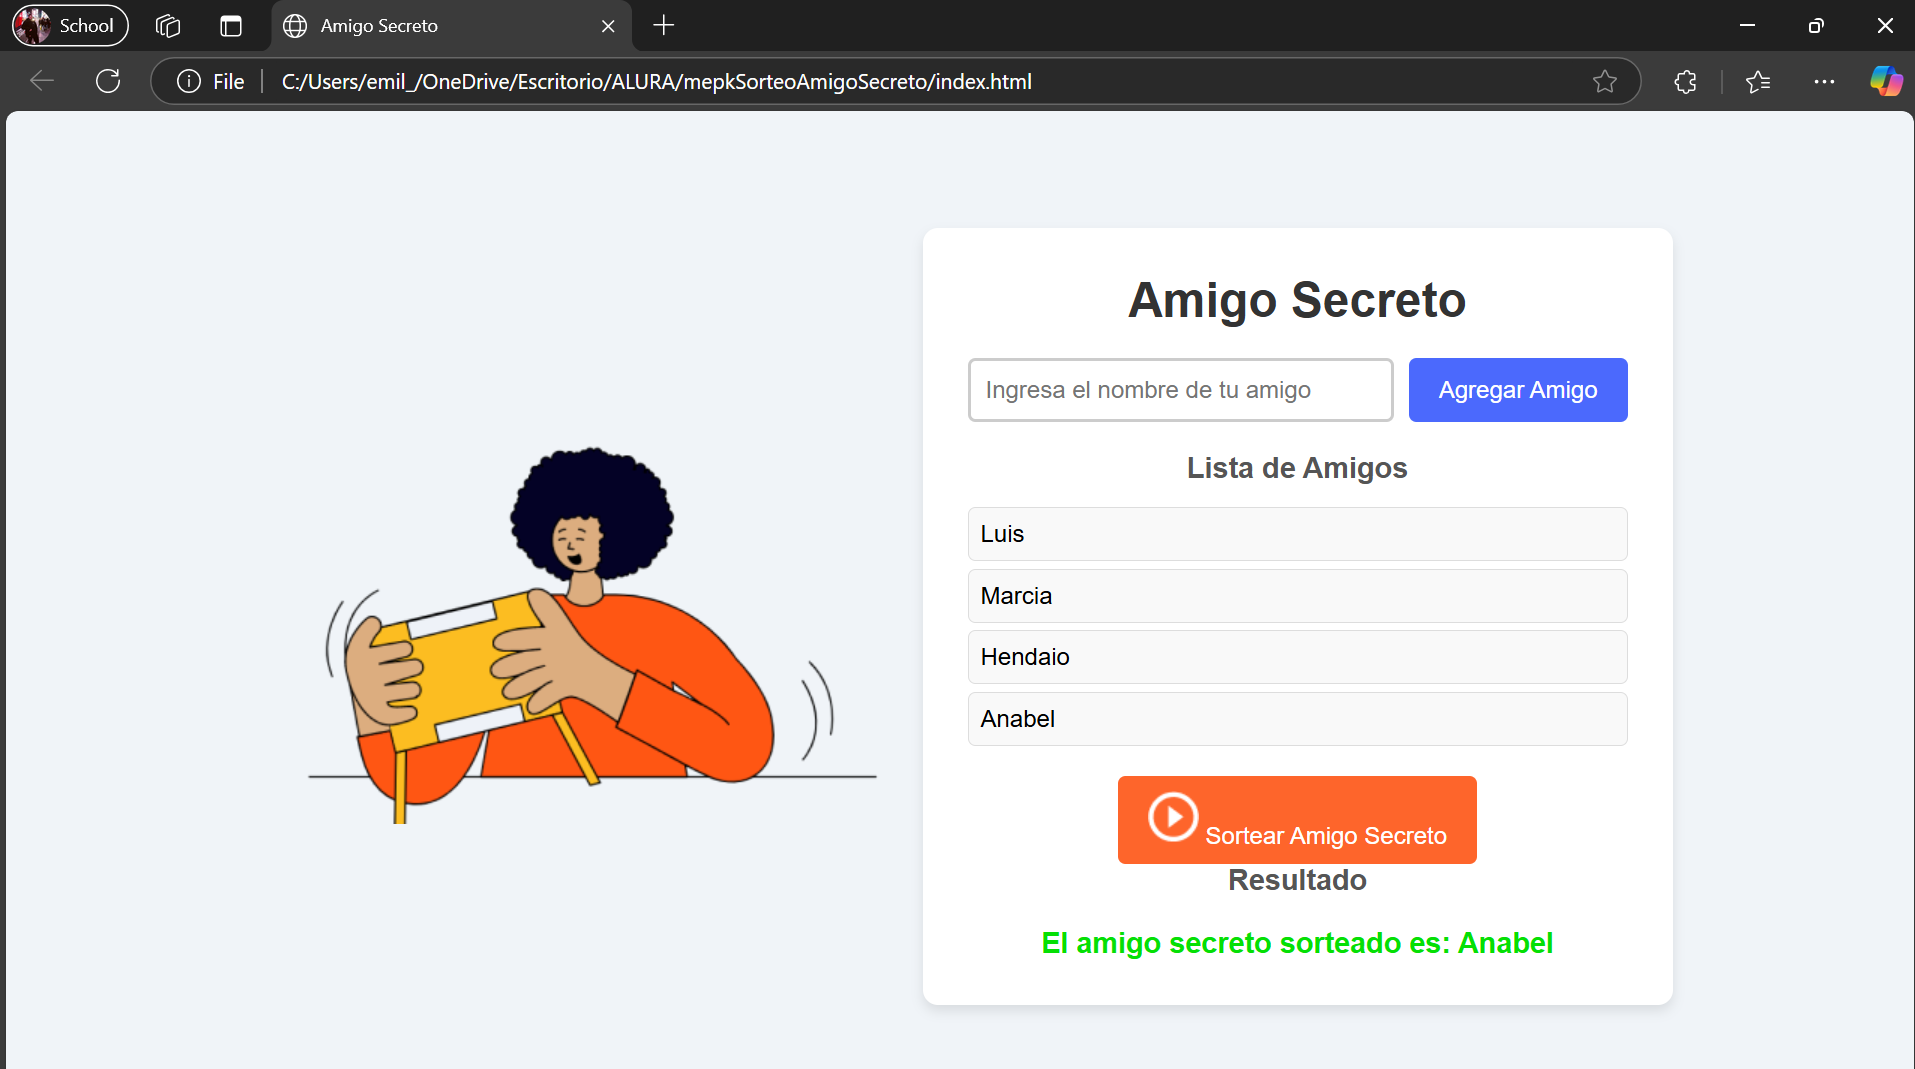 School
Amigo Secreto
File
C:/Users/emil_/OneDrive/Escritorio/ALURA/mepkSorteoAmigoSecreto/index.html
Amigo Secreto
Ingresa el nombre de tu amigo
Agregar Amigo
Lista de Amigos
Luis
Marcia
Hendaio
Anabel
Sortear Amigo Secreto
Resultado
El amigo secreto sorteado es: Anabel